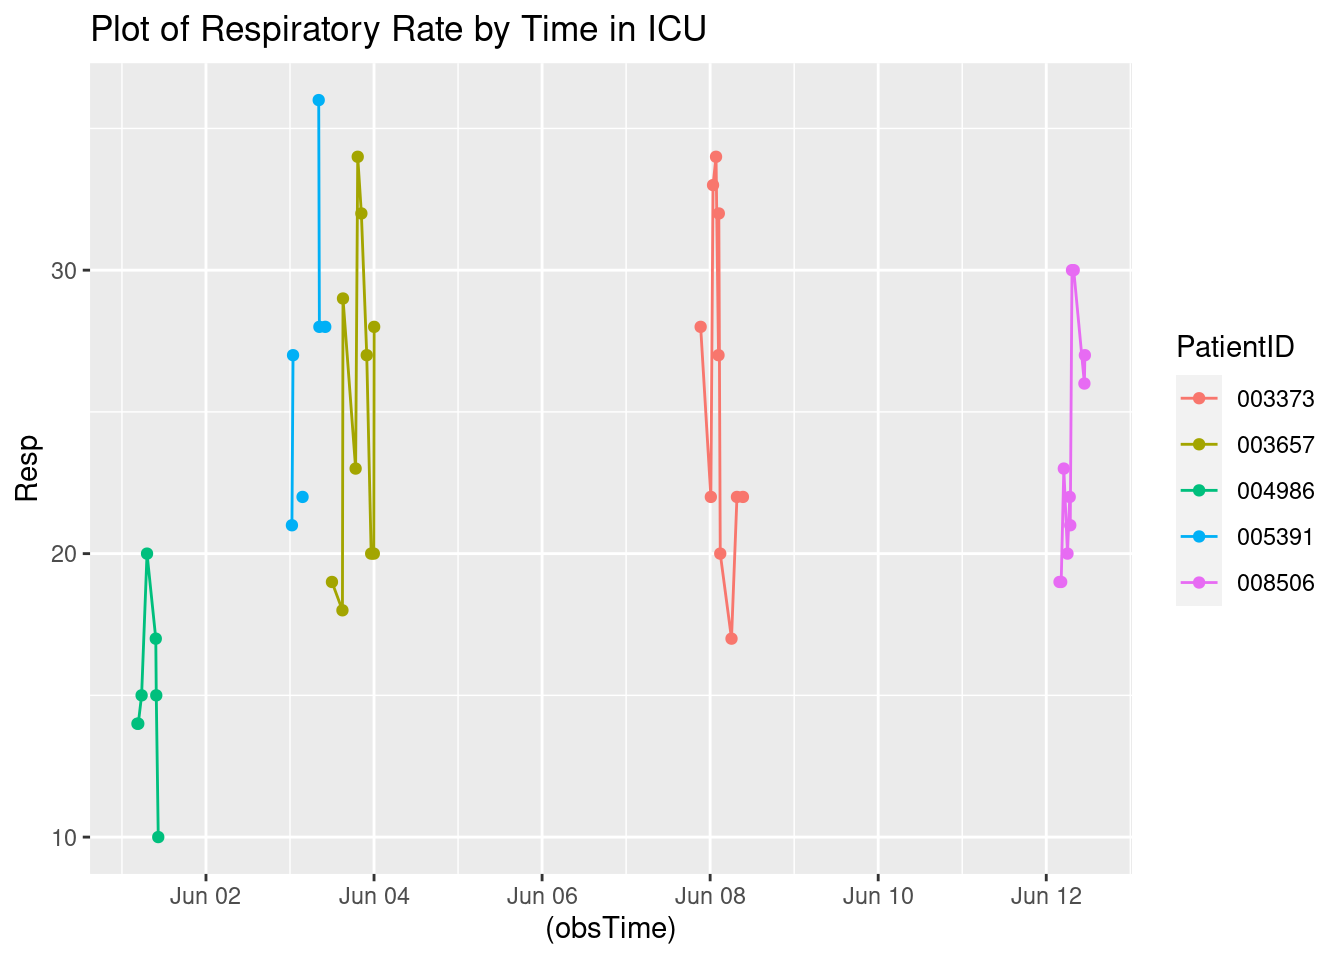 Plot of Respiratory Rate by Time in ICU
Resp
30
20
10
Jun 02 Jun 04 Jun 06 Jun 08 Jun 10 Jun 12
(obsTime)
PatientID
003373
003657
004986
005391
008506